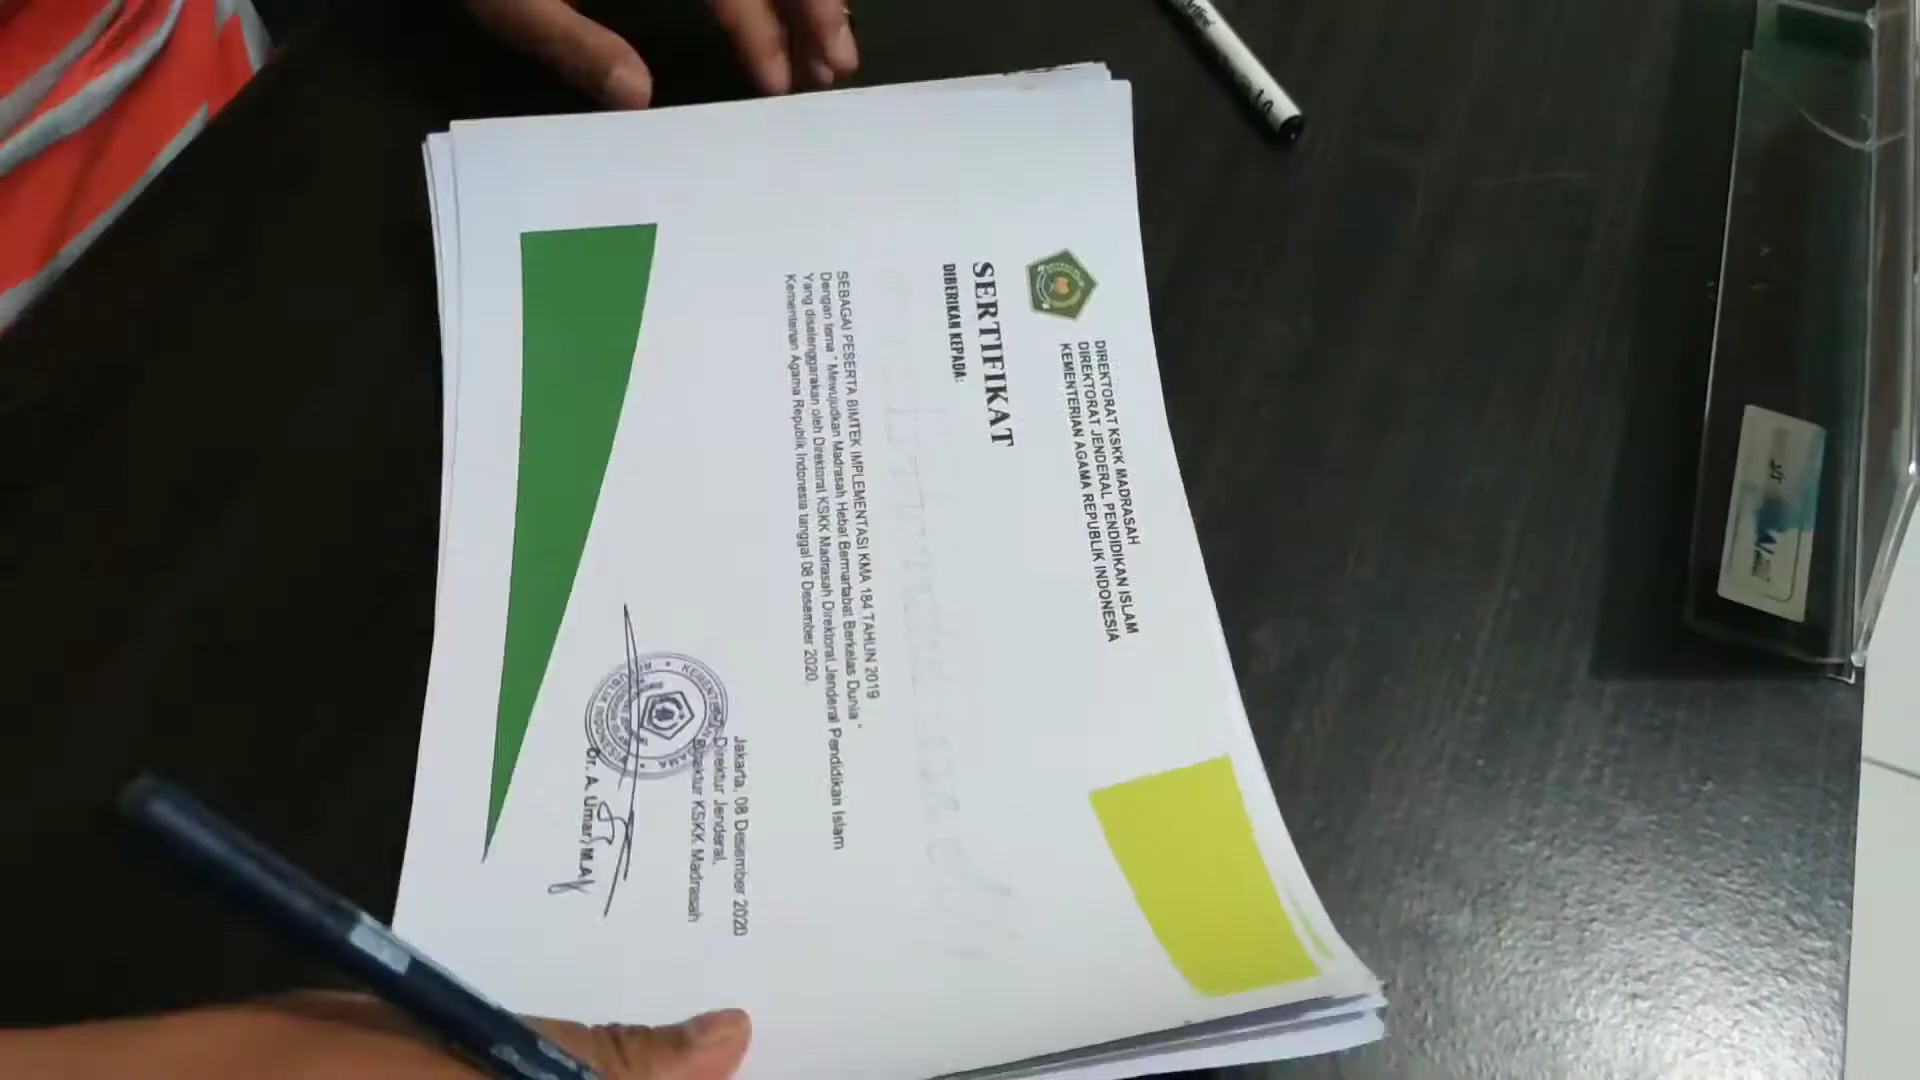 DIREKTORAT KSKK MADRASAH
DIREKTORAT JENDERAL PENDIDIKAN ISLAM
KEMENTERIAN AGAMA REPUBLIK INDONESIA
SERTIFIKAT
DIBERIKAN KEPADA:
SEBAGAI PESERTA BIMTEK IMPLEMENTASI KMA 184 TAHUN 2019
Dengan tema " Mewujudkan Madrasah Hebat Bermartabat Berkelas Dunia "
Yang diselenggarakan oleh Direktorat KSKK Madrasah Direktorat Jenderal Pendidikan Islam
Kementerian Agama Republik Indonesia tanggal 08 Desember 2020.
Jakarta, 08 Desember 2020
Direktur Jenderal,
Direktur KSKK Madrasah
Dr. A. Umar, M.A
1.0